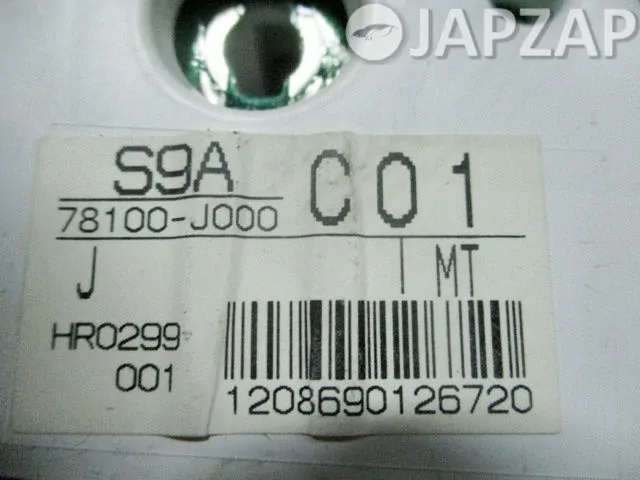 JAPZAP
S9A C01
78100-J000
J MT
HR0299
001
1208690126720